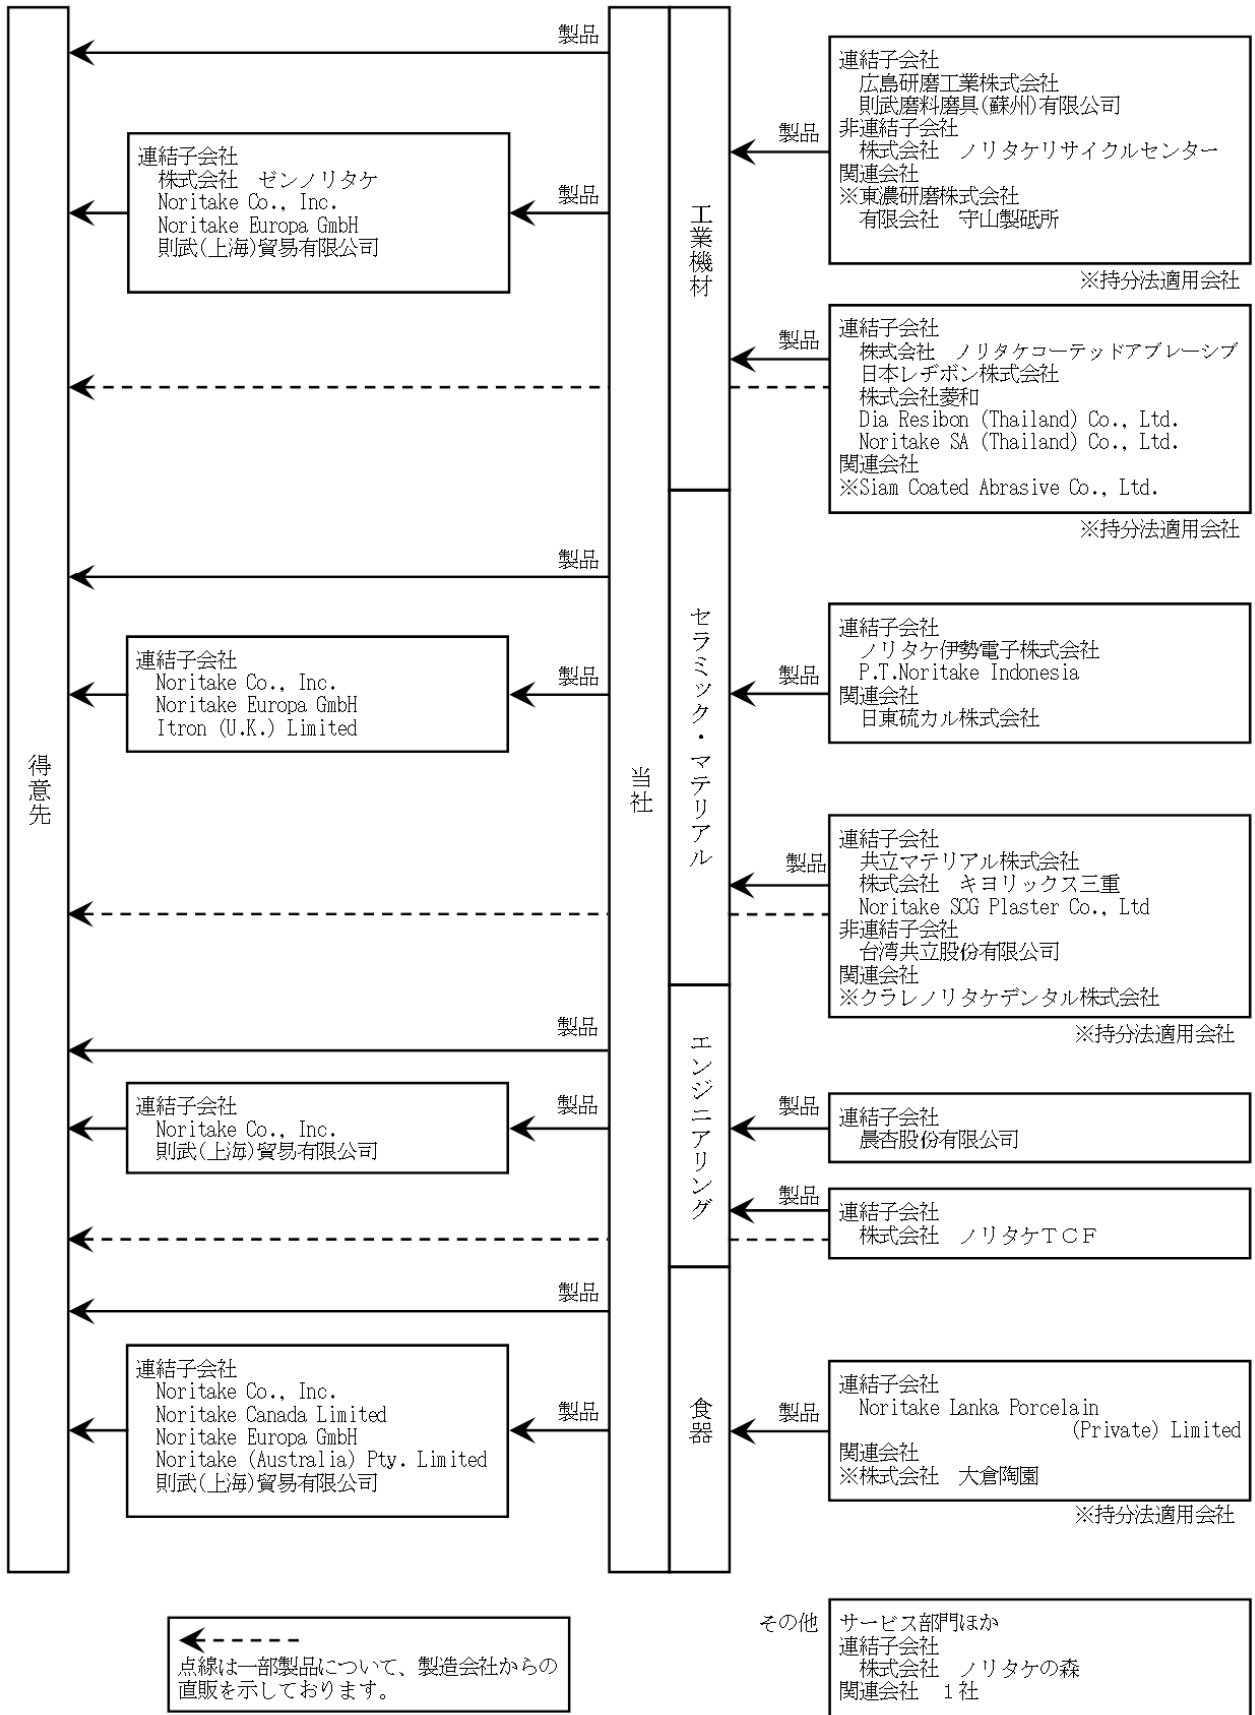 得意先
製品
連結子会社
株式会社　ゼンノリタケ
Noritake Co., Inc.
Noritake Europa GmbH
則武(上海)貿易有限公司
製品
製品
連結子会社
Noritake Co., Inc.
Noritake Europa GmbH
Itron (U.K.) Limited
製品
製品
連結子会社
Noritake Co., Inc.
則武(上海)貿易有限公司
製品
製品
連結子会社
Noritake Co., Inc.
Noritake Canada Limited
Noritake Europa GmbH
Noritake (Australia) Pty. Limited
則武(上海)貿易有限公司
製品
当社
工業機材
製品
連結子会社
広島研磨工業株式会社
則武磨料磨具(蘇州)有限公司
非連結子会社
株式会社　ノリタケリサイクルセンター
関連会社
※東濃研磨株式会社
有限会社　守山製砥所
※持分法適用会社
製品
連結子会社
株式会社　ノリタケコーテッドアブレーシブ
日本レヂボン株式会社
株式会社菱和
Dia Resibon (Thailand) Co., Ltd.
Noritake SA (Thailand) Co., Ltd.
関連会社
※Siam Coated Abrasive Co., Ltd.
※持分法適用会社
セラミック・マテリアル
製品
連結子会社
ノリタケ伊勢電子株式会社
P.T.Noritake Indonesia
関連会社
日東硫カル株式会社
製品
連結子会社
共立マテリアル株式会社
株式会社　キヨリックス三重
Noritake SCG Plaster Co., Ltd
非連結子会社
台湾共立股份有限公司
関連会社
※クラレノリタケデンタル株式会社
※持分法適用会社
エンジニアリング
製品
連結子会社
晨杏股份有限公司
製品
連結子会社
株式会社　ノリタケＴＣＦ
食器
製品
連結子会社
Noritake Lanka Porcelain
(Private) Limited
関連会社
※株式会社　大倉陶園
※持分法適用会社
点線は一部製品について、製造会社からの
直販を示しております。
その他
サービス部門ほか
連結子会社
株式会社　ノリタケの森
関連会社　１社